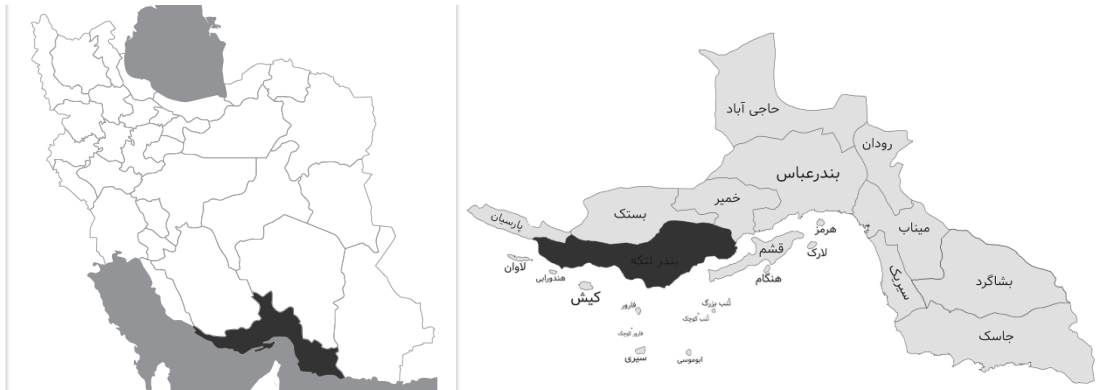 حاجی آباد
رودان
بندرعباس
خمیر
بستک
پارسیان
هرمز
میناب
قشم
لارک
بندر لنگه
لاوان
هندورابی
هنگام
کیش
سیریک
بشاگرد
تنب بزرگ
فارور
تنب کوچک
فارور کوچک
جاسک
سیری
ابوموسی